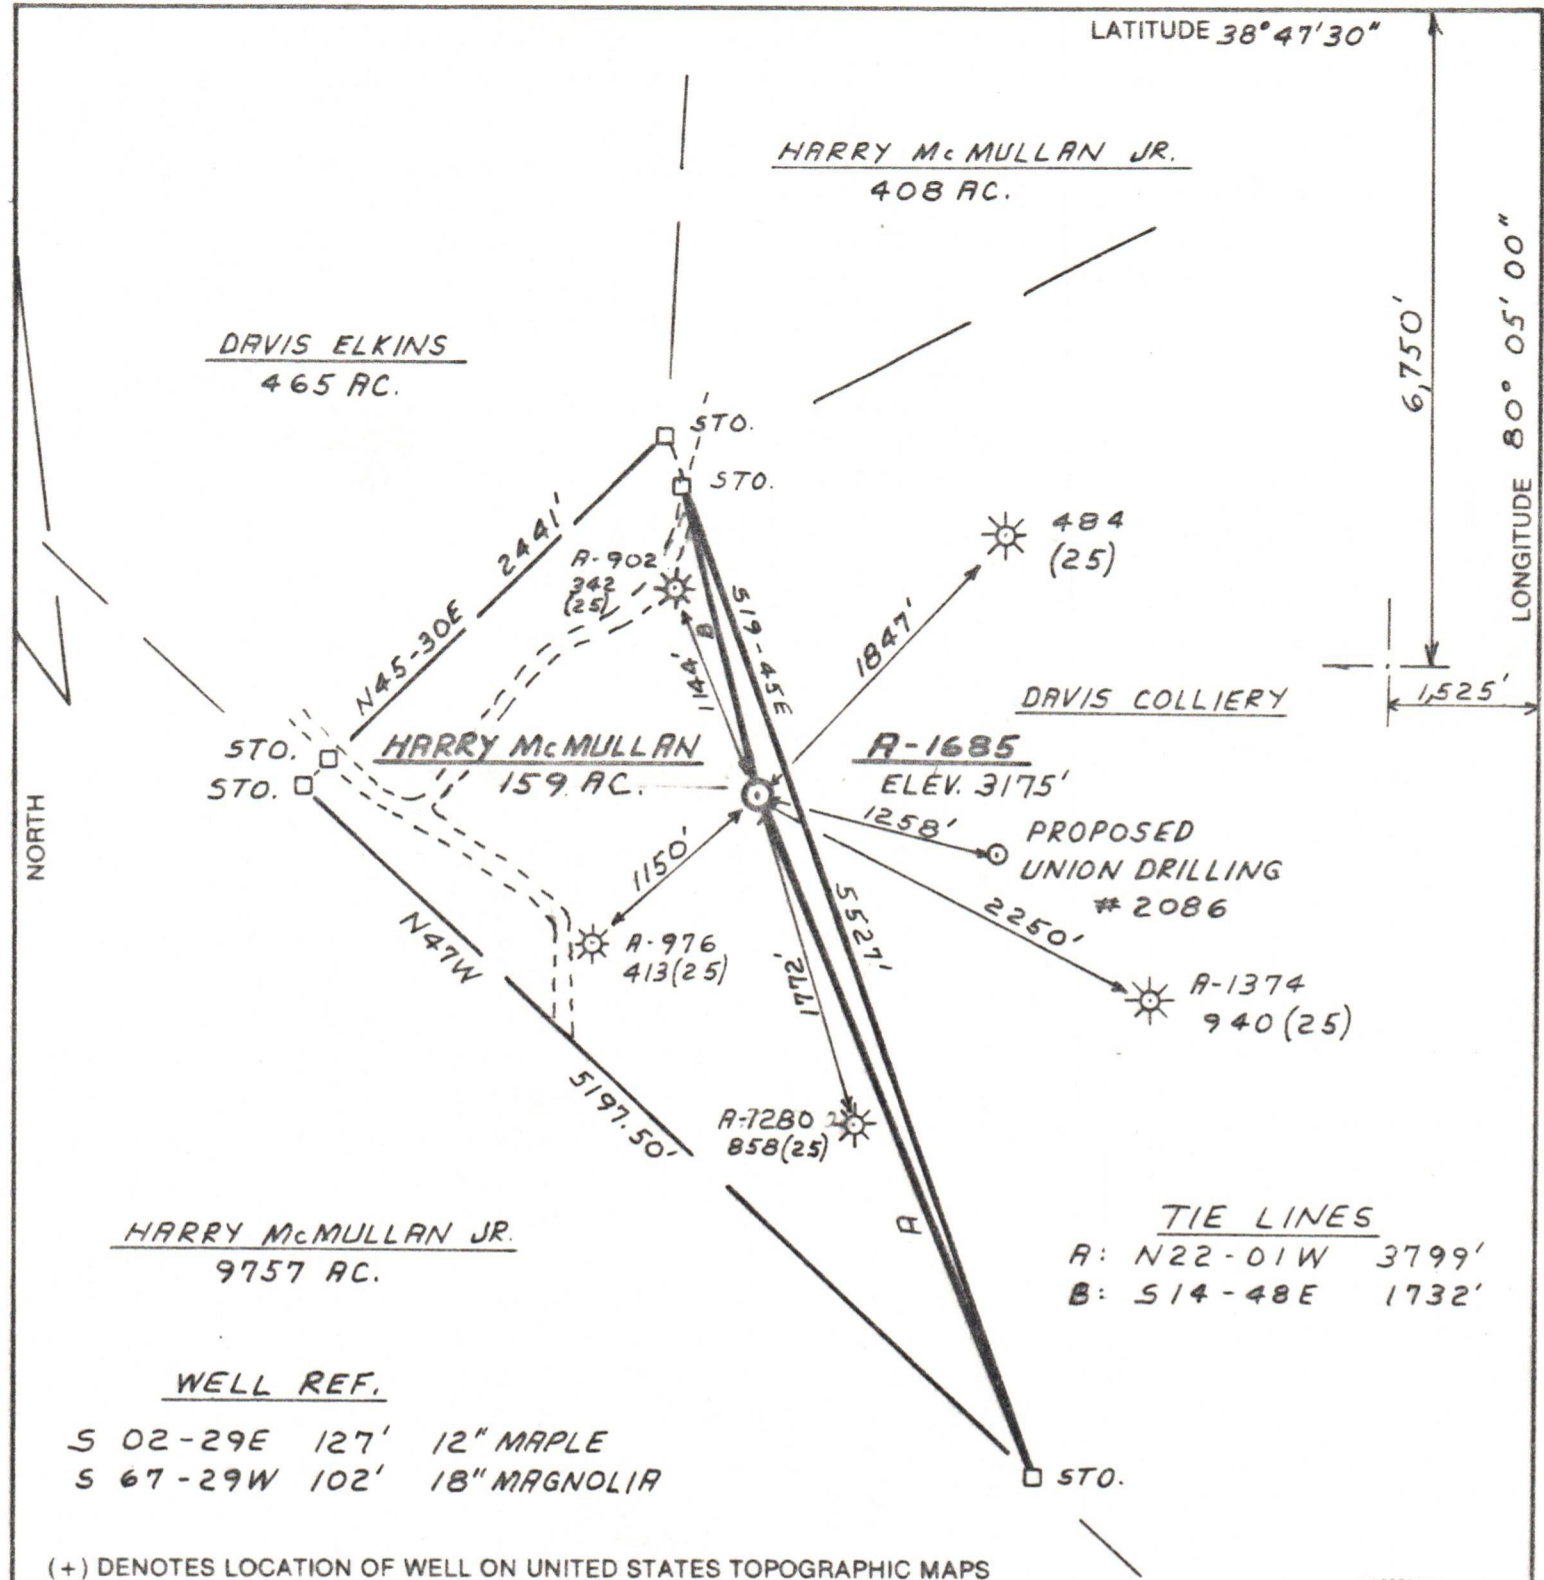 LATITUDE 38°47'30"
HARRY McMULLAN JR.
408 AC.
6,750'
LONGITUDE 80° 05' 00"
DAVIS ELKINS
465 AC.
STO.
STO.
2441'
N45-30E
A-902
342
(25)
484
(25)
B
S19-45E
1144'
1847'
1,525'
DAVIS COLLIERY
STO.
STO.
HARRY McMULLAN
159 AC.
A-1685
ELEV. 3175'
NORTH
1258'
PROPOSED
UNION DRILLING
# 2086
1150'
5527'
2250'
N47W
A-976
413(25)
1772'
A-1374
940(25)
5197.50'
A-1280
858(25)
A
HARRY McMULLAN JR.
9757 AC.
TIE LINES
A: N22-01W 3799'
B: S14-48E 1732'
WELL REF.
S 02-29E 127' 12" MAPLE
S 67-29W 102' 18" MAGNOLIA
STO.
(+) DENOTES LOCATION OF WELL ON UNITED STATES TOPOGRAPHIC MAPS